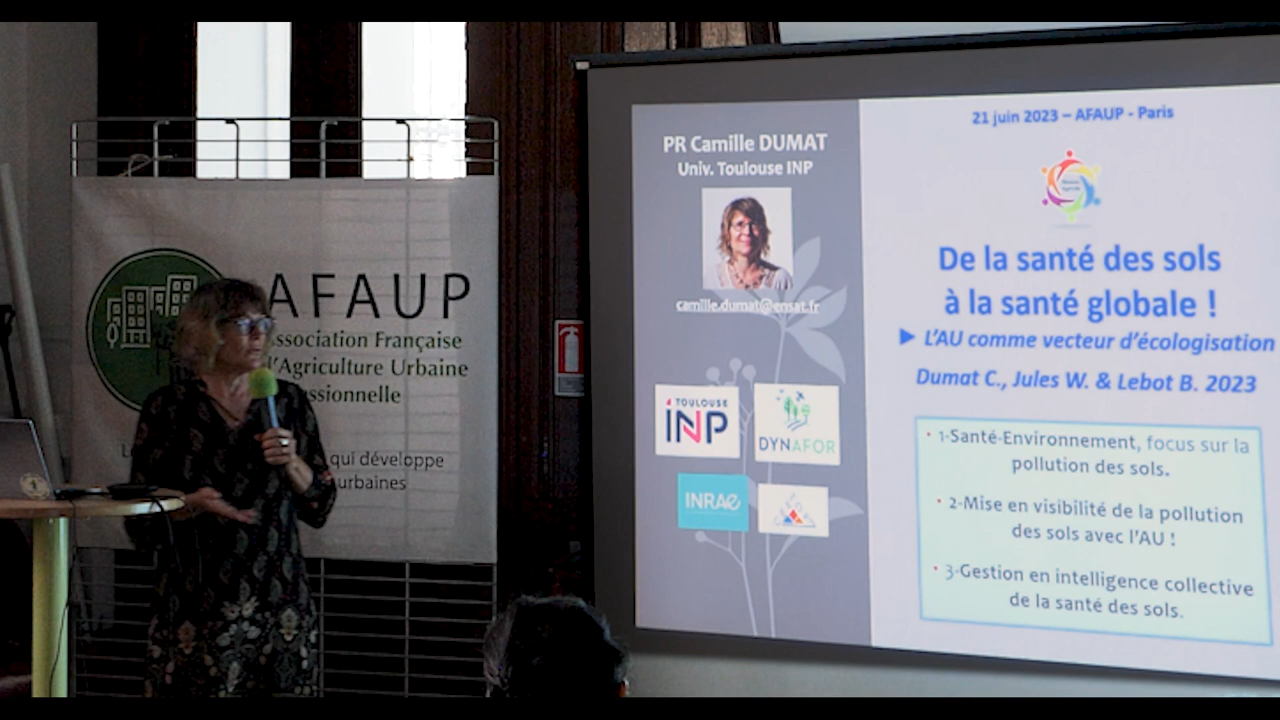 AFAUP
ssociation Française
l'Agriculture Urbaine
ssionnelle
qui développe
urbaines
PR Camille DUMAT
Univ. Toulouse INP
camille.dumat@ensat.fr
TOULOUSE
INP
DYNAFOR
INRAE
21 juin 2023 – AFAUP - Paris
De la santé des sols
à la santé globale !
► L'AU comme vecteur d'écologisation
Dumat C., Jules W. & Lebot B. 2023
• 1-Santé-Environnement, focus sur la
pollution des sols.
• 2-Mise en visibilité de la pollution
des sols avec l'AU !
• 3-Gestion en intelligence collective
de la santé des sols.